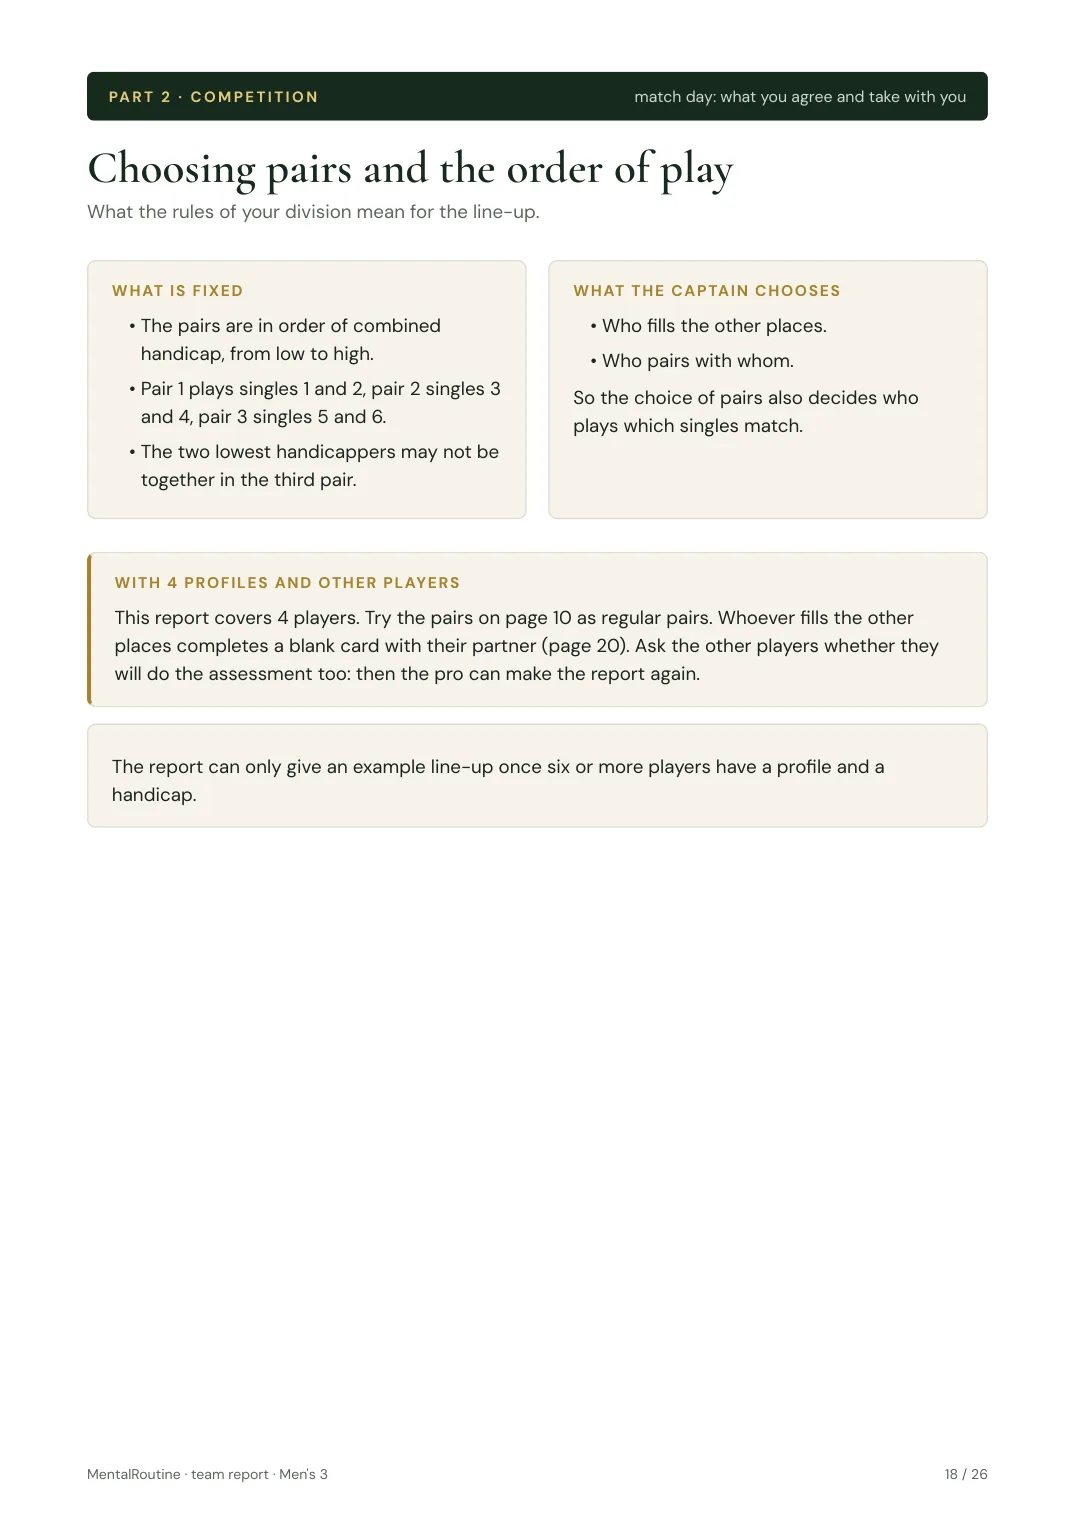 PART 2 · COMPETITION
match day: what you agree and take with you
Choosing pairs and the order of play
What the rules of your division mean for the line-up.
WHAT IS FIXED
• The pairs are in order of combined
handicap, from low to high.
• Pair 1 plays singles 1 and 2, pair 2 singles 3
and 4, pair 3 singles 5 and 6.
• The two lowest handicappers may not be
together in the third pair.
WHAT THE CAPTAIN CHOOSES
• Who fills the other places.
• Who pairs with whom.
So the choice of pairs also decides who
plays which singles match.
WITH 4 PROFILES AND OTHER PLAYERS
This report covers 4 players. Try the pairs on page 10 as regular pairs. Whoever fills the other
places completes a blank card with their partner (page 20). Ask the other players whether they
will do the assessment too: then the pro can make the report again.
The report can only give an example line-up once six or more players have a profile and a
handicap.
MentalRoutine · team report · Men's 3
18 / 26